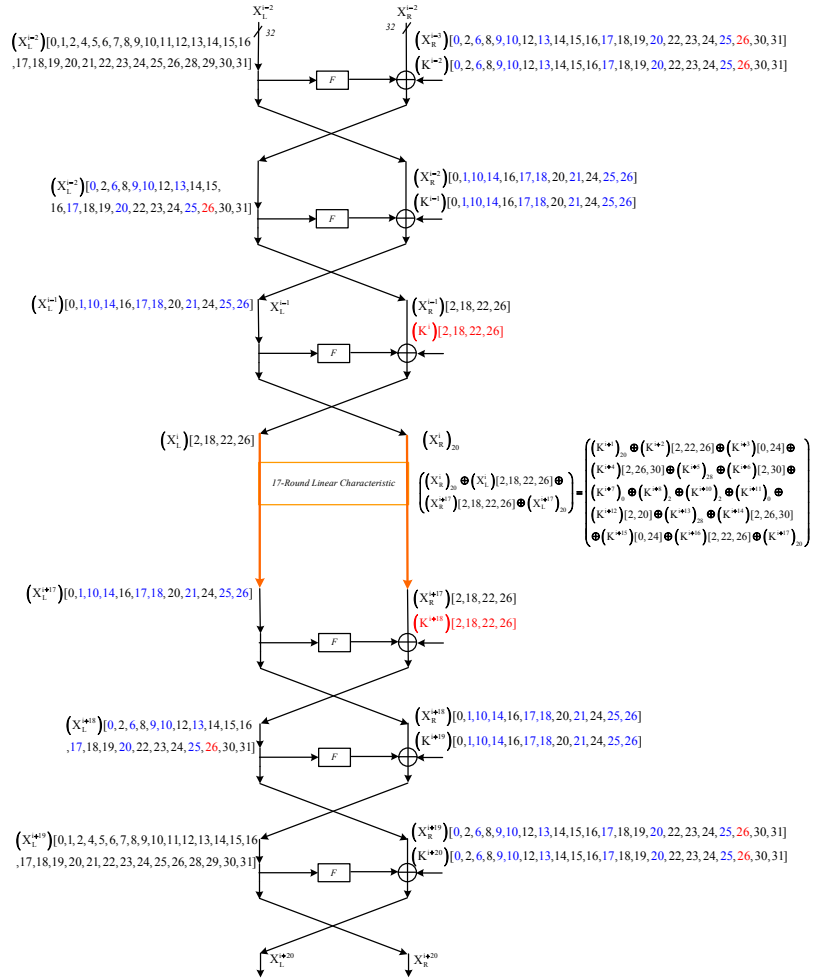 X_L^{i-2} X_R^{i-2}
32 32
(X_L^{i-2})[0,1,2,4,5,6,7,8,9,10,11,12,13,14,15,16
,17,18,19,20,21,22,23,24,25,26,28,29,30,31]
(X_R^{i-3})[0,2,6,8,9,10,12,13,14,15,16,17,18,19,20,22,23,24,25,26,30,31]
(K^{i-2})[0,2,6,8,9,10,12,13,14,15,16,17,18,19,20,22,23,24,25,26,30,31]
F
(X_L^{i-2})[0,2,6,8,9,10,12,13,14,15,
16,17,18,19,20,22,23,24,25,26,30,31]
(X_R^{i-2})[0,1,10,14,16,17,18,20,21,24,25,26]
(K^{i-1})[0,1,10,14,16,17,18,20,21,24,25,26]
F
(X_L^{i-1})[0,1,10,14,16,17,18,20,21,24,25,26]
X_L^{i-1}
(X_R^{i-1})[2,18,22,26]
(K^i)[2,18,22,26]
F
(X_L^i)[2,18,22,26]
(X_R^i)_20
17-Round Linear Characteristic
((X_R^i)_20 ⊕ (X_L^i)[2,18,22,26] ⊕
(X_R^{i+17})[2,18,22,26] ⊕ (X_L^{i+17})_20)
=
((K^{i+1})_20 ⊕ (K^{i+2})[2,22,26] ⊕ (K^{i+3})[0,24] ⊕
(K^{i+4})[2,26,30] ⊕ (K^{i+5})_28 ⊕ (K^{i+6})[2,30] ⊕
(K^{i+7})_0 ⊕ (K^{i+8})_2 ⊕ (K^{i+10})_2 ⊕ (K^{i+11})_0 ⊕
(K^{i+12})[2,20] ⊕ (K^{i+13})_28 ⊕ (K^{i+14})[2,26,30]
⊕ (K^{i+15})[0,24] ⊕ (K^{i+16})[2,22,26] ⊕ (K^{i+17})_20)
(X_L^{i+17})[0,1,10,14,16,17,18,20,21,24,25,26]
(X_R^{i+17})[2,18,22,26]
(K^{i+18})[2,18,22,26]
F
(X_L^{i+18})[0,2,6,8,9,10,12,13,14,15,16
,17,18,19,20,22,23,24,25,26,30,31]
(X_R^{i+18})[0,1,10,14,16,17,18,20,21,24,25,26]
(K^{i+19})[0,1,10,14,16,17,18,20,21,24,25,26]
F
(X_L^{i+19})[0,1,2,4,5,6,7,8,9,10,11,12,13,14,15,16
,17,18,19,20,21,22,23,24,25,26,28,29,30,31]
(X_R^{i+19})[0,2,6,8,9,10,12,13,14,15,16,17,18,19,20,22,23,24,25,26,30,31]
(K^{i+20})[0,2,6,8,9,10,12,13,14,15,16,17,18,19,20,22,23,24,25,26,30,31]
F
X_L^{i+20} X_R^{i+20}